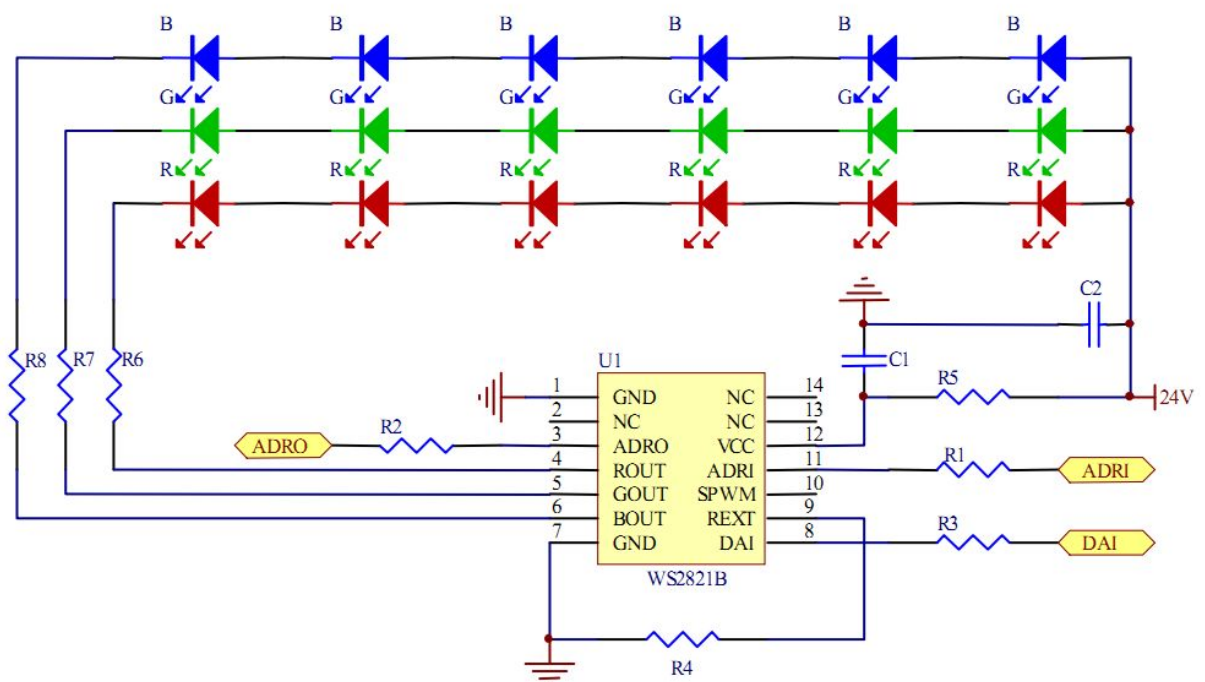 B B B B B B
G G G G G G
R R R R R R
C2
R8 R7 R6 U1 C1
R5
24V
1 GND NC 14
2 NC NC 13
ADRO R2 3 ADRO VCC 12
4 ROUT ADRI 11 R1 ADRI
5 GOUT SPWM 10
6 BOUT REXT 9
7 GND DAI 8 R3 DAI
WS2821B
R4